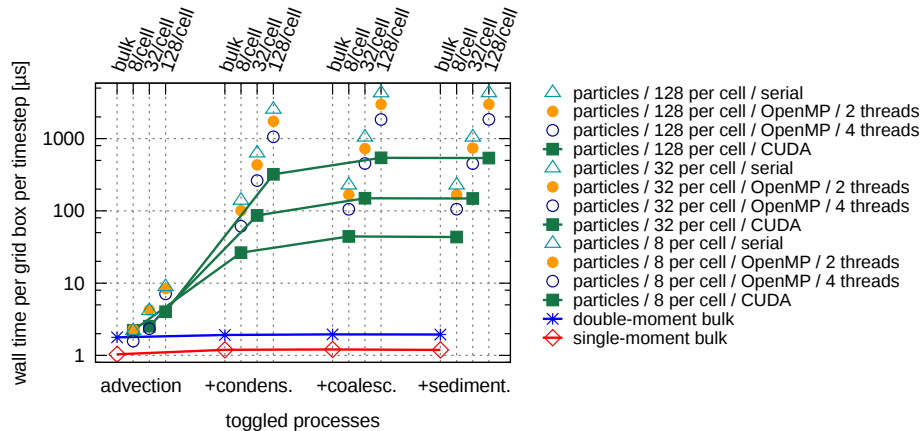 bulk
8/cell
32/cell
128/cell
bulk
8/cell
32/cell
128/cell
bulk
8/cell
32/cell
128/cell
bulk
8/cell
32/cell
128/cell
wall time per grid box per timestep [µs]
1000
100
10
1
advection
+condens.
+coalesc.
+sediment.
toggled processes
particles / 128 per cell / serial
particles / 128 per cell / OpenMP / 2 threads
particles / 128 per cell / OpenMP / 4 threads
particles / 128 per cell / CUDA
particles / 32 per cell / serial
particles / 32 per cell / OpenMP / 2 threads
particles / 32 per cell / OpenMP / 4 threads
particles / 32 per cell / CUDA
particles / 8 per cell / serial
particles / 8 per cell / OpenMP / 2 threads
particles / 8 per cell / OpenMP / 4 threads
particles / 8 per cell / CUDA
double-moment bulk
single-moment bulk